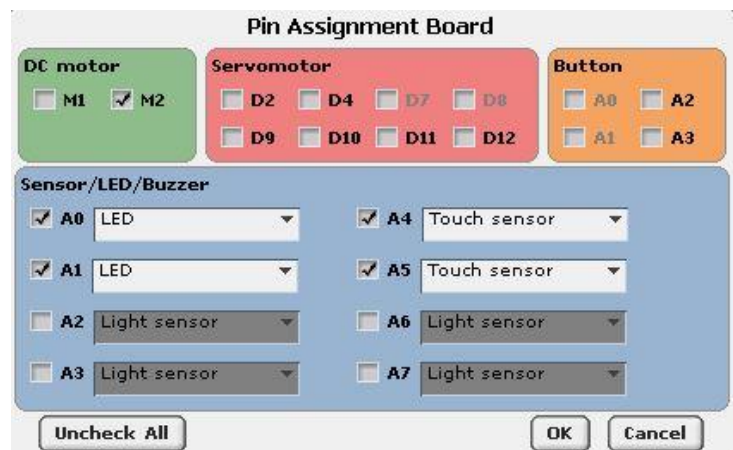 Pin Assignment Board
DC motor
M1 M2
Servomotor
D2 D4 D7 D8
D9 D10 D11 D12
Button
A0 A2
A1 A3
Sensor/LED/Buzzer
A0 LED A4 Touch sensor
A1 LED A5 Touch sensor
A2 Light sensor A6 Light sensor
A3 Light sensor A7 Light sensor
Uncheck All OK Cancel